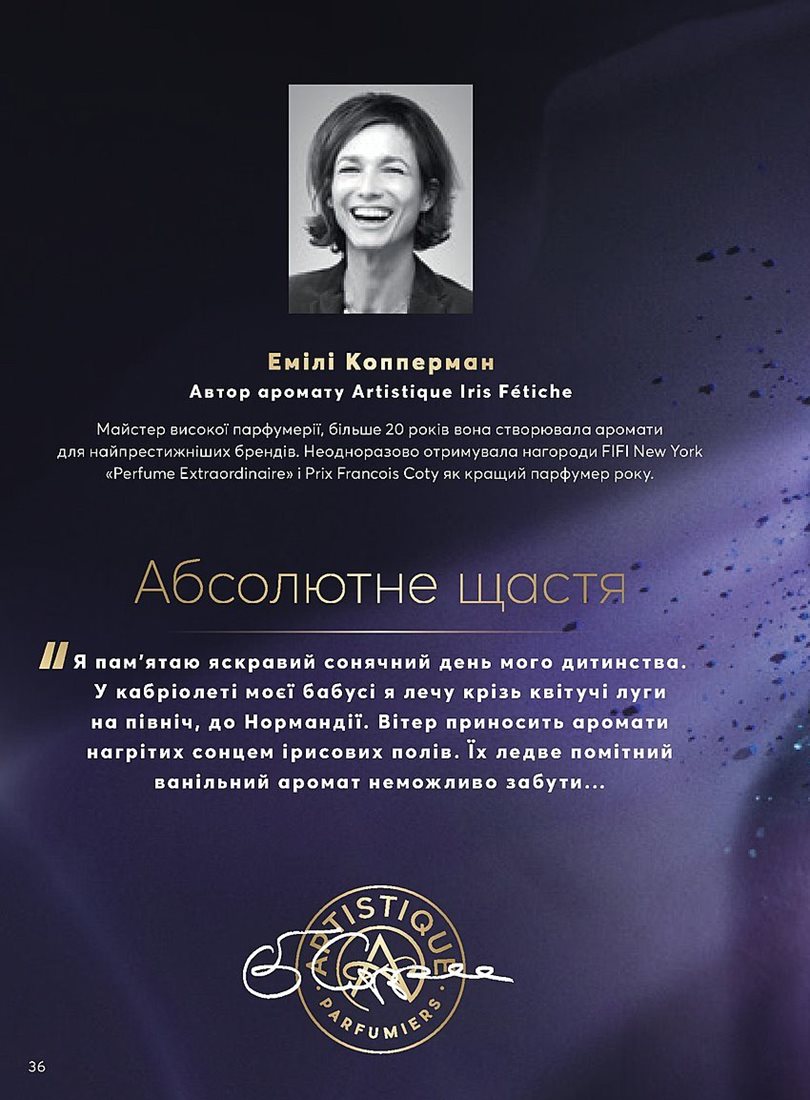 Емілі Копперман
Автор аромату Artistique Iris Fétiche
Майстер високої парфумерії, більше 20 років вона створювала аромати
для найпрестижніших брендів. Неодноразово отримувала нагороди FIFI New York
«Perfume Extraordinaire» і Prix Francois Coty як кращий парфумер року.
Абсолютне щастя
"Я пам'ятаю яскравий сонячний день мого дитинства.
У кабріолеті моєї бабусі я лечу крізь квітучі луги
на північ, до Нормандії. Вітер приносить аромати
нагрітих сонцем ірисових полів. Їх ледве помітний
ванільний аромат неможливо забути...
ARTISTIQUE
· PARFUMIERS ·
36